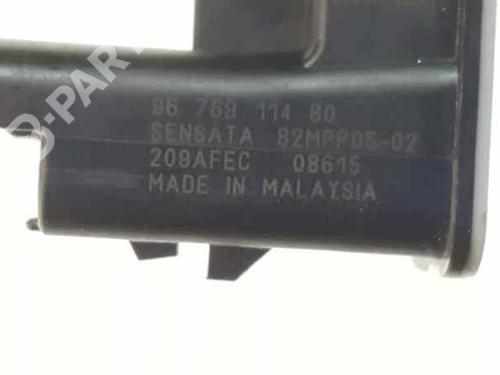 96 769 114 80
SENSATA 82MPP05-02
209AFEC 08615
MADE IN MALAYSIA